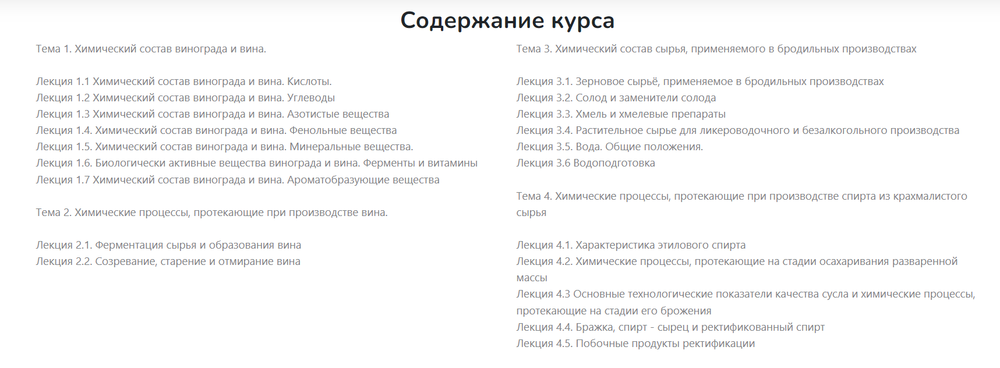 Содержание курса
Тема 1. Химический состав винограда и вина.
Лекция 1.1 Химический состав винограда и вина. Кислоты.
Лекция 1.2 Химический состав винограда и вина. Углеводы
Лекция 1.3 Химический состав винограда и вина. Азотистые вещества
Лекция 1.4. Химический состав винограда и вина. Фенольные вещества
Лекция 1.5. Химический состав винограда и вина. Минеральные вещества.
Лекция 1.6. Биологически активные вещества винограда и вина. Ферменты и витамины
Лекция 1.7 Химический состав винограда и вина. Ароматобразующие вещества
Тема 2. Химические процессы, протекающие при производстве вина.
Лекция 2.1. Ферментация сырья и образования вина
Лекция 2.2. Созревание, старение и отмирание вина
Тема 3. Химический состав сырья, применяемого в бродильных производствах
Лекция 3.1. Зерновое сырьё, применяемое в бродильных производствах
Лекция 3.2. Солод и заменители солода
Лекция 3.3. Хмель и хмелевые препараты
Лекция 3.4. Растительное сырье для ликероводочного и безалкогольного производства
Лекция 3.5. Вода. Общие положения.
Лекция 3.6 Водоподготовка
Тема 4. Химические процессы, протекающие при производстве спирта из крахмалистого
сырья
Лекция 4.1. Характеристика этилового спирта
Лекция 4.2. Химические процессы, протекающие на стадии осахаривания разваренной
массы
Лекция 4.3 Основные технологические показатели качества сусла и химические процессы,
протекающие на стадии его брожения
Лекция 4.4. Бражка, спирт - сырец и ректификованный спирт
Лекция 4.5. Побочные продукты ректификации